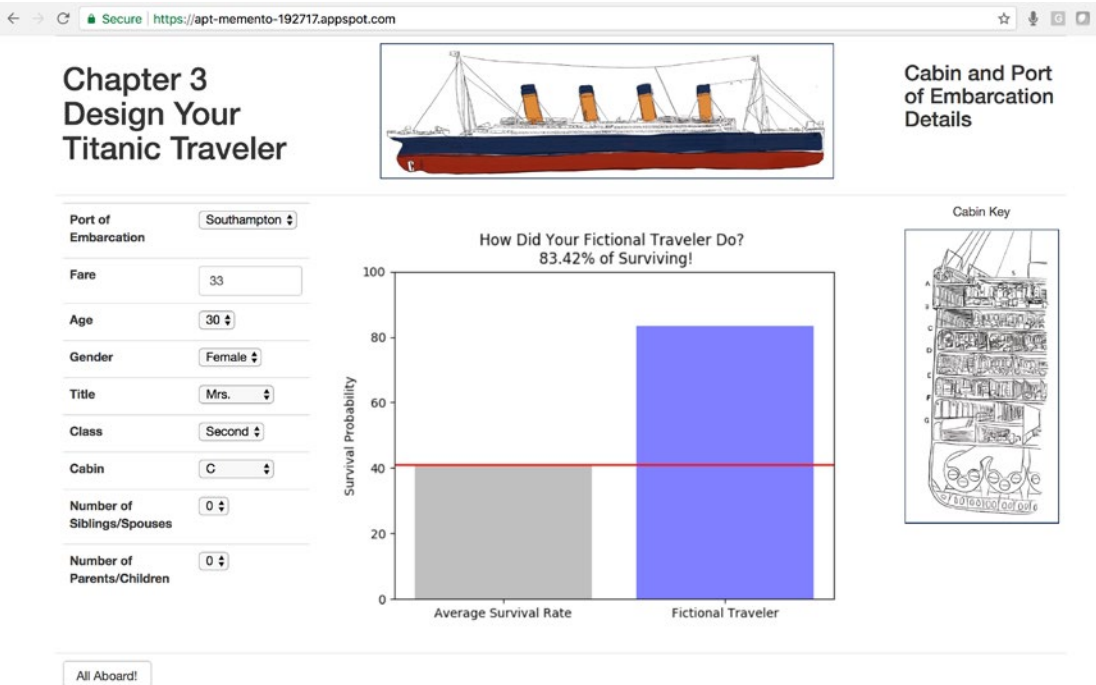 Secure
https://apt-memento-192717.appspot.com
Chapter 3
Design Your
Titanic Traveler
Cabin and Port
of Embarcation
Details
Port of
Embarcation
Southampton
Fare
33
Age
30
Gender
Female
Title
Mrs.
Class
Second
Cabin
C
Number of
Siblings/Spouses
0
Number of
Parents/Children
0
How Did Your Fictional Traveler Do?
83.42% of Surviving!
Survival Probability
100
80
60
40
20
0
Average Survival Rate
Fictional Traveler
Cabin Key
A
B
C
D
E
F
G
All Aboard!